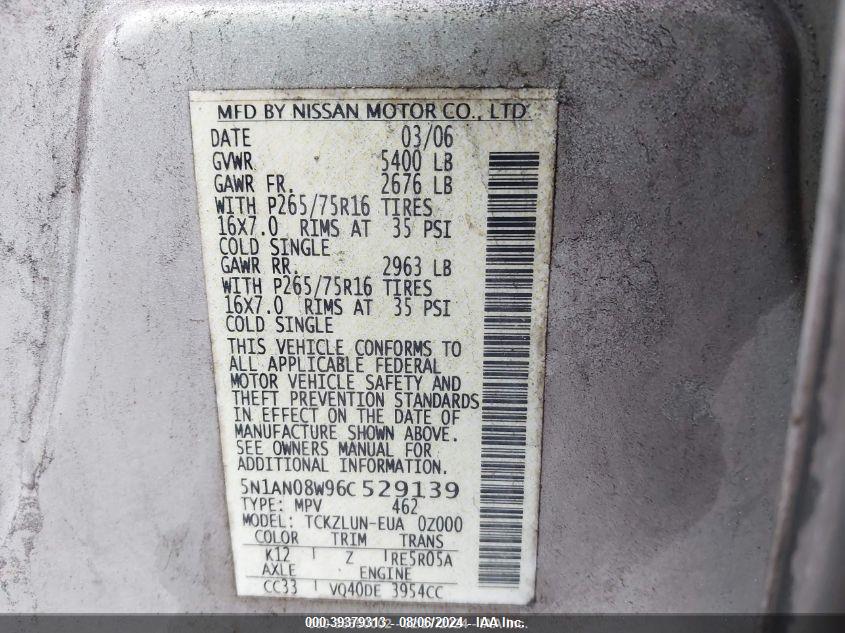 MFD BY NISSAN MOTOR CO., LTD
DATE 03/06
GVWR 5400 LB
GAWR FR. 2676 LB
WITH P265/75R16 TIRES
16X7.0 RIMS AT 35 PSI
COLD SINGLE
GAWR RR. 2963 LB
WITH P265/75R16 TIRES
16X7.0 RIMS AT 35 PSI
COLD SINGLE
THIS VEHICLE CONFORMS TO
ALL APPLICABLE FEDERAL
MOTOR VEHICLE SAFETY AND
THEFT PREVENTION STANDARDS
IN EFFECT ON THE DATE OF
MANUFACTURE SHOWN ABOVE.
SEE OWNERS MANUAL FOR
ADDITIONAL INFORMATION.
5N1AN08W96C529139
TYPE: MPV 462
MODEL: TCKZLUN-EUA 0Z000
COLOR TRIM TRANS
K12 Z RE5R05A
AXLE ENGINE
CC33 VQ40DE 3954CC
000-39379313 - 08/06/2024 - IAA Inc.